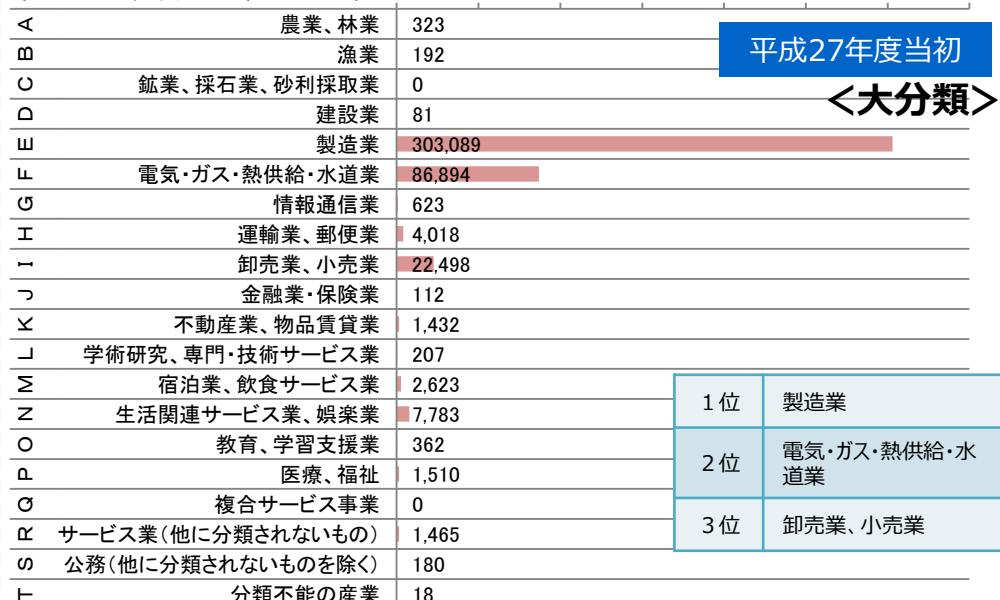 A 農業、林業 323
B 漁業 192
C 鉱業、採石業、砂利採取業 0
D 建設業 81
E 製造業 303,089
F 電気・ガス・熱供給・水道業 86,894
G 情報通信業 623
H 運輸業、郵便業 4,018
I 卸売業、小売業 22,498
J 金融業・保険業 112
K 不動産業、物品賃貸業 1,432
L 学術研究、専門・技術サービス業 207
M 宿泊業、飲食サービス業 2,623
N 生活関連サービス業、娯楽業 7,783
O 教育、学習支援業 362
P 医療、福祉 1,510
Q 複合サービス事業 0
R サービス業(他に分類されないもの) 1,465
S 公務(他に分類されないものを除く) 180
T 分類不能の産業 18
平成27年度当初
<大分類>
1位 製造業
2位 電気・ガス・熱供給・水
道業
3位 卸売業、小売業